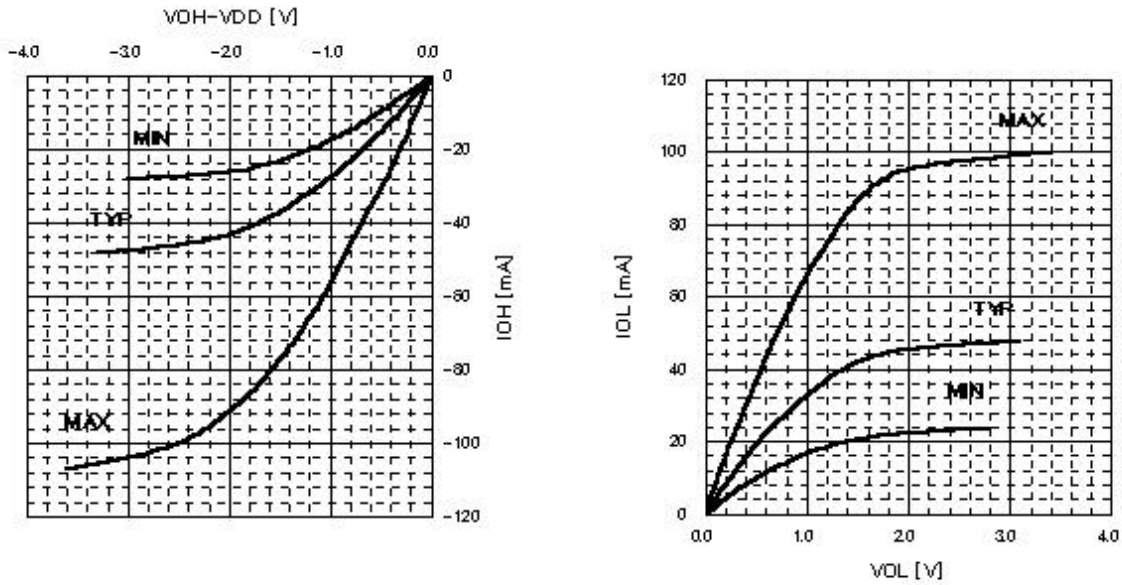 VOH-VDD [V]
-4.0 -3.0 -2.0 -1.0 0.0
0
-20
-40
-60
-80
-100
-120
MIN
TYP
MAX
IOH [mA]
120
100
80
60
40
20
0
MAX
TYP
MIN
IOL [mA]
0.0 1.0 2.0 3.0 4.0
VOL [V]